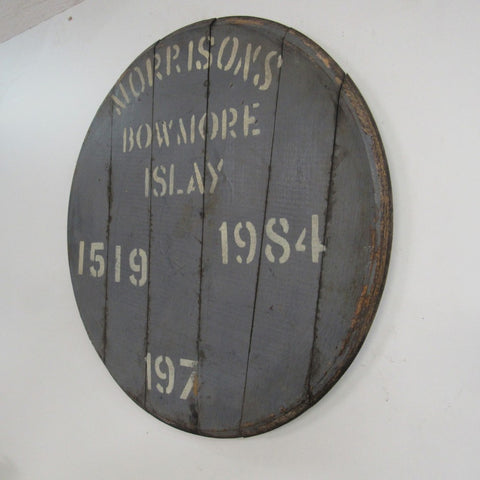 MORRISONS
BOWMORE
ISLAY
1519 1984
197